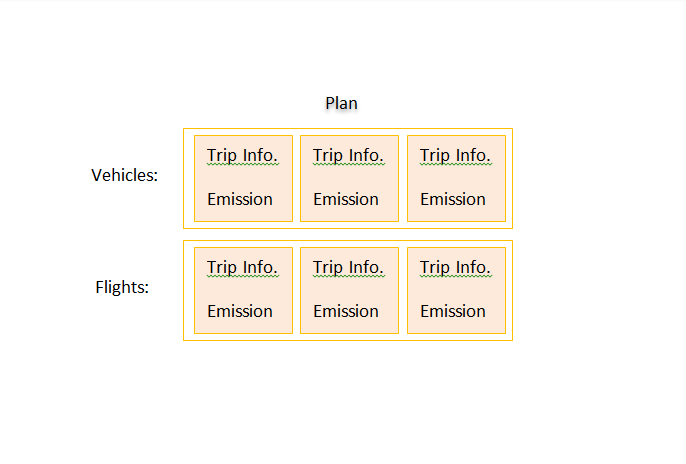 Plan
Vehicles:
Trip Info. Trip Info. Trip Info.
Emission Emission Emission
Flights:
Trip Info. Trip Info. Trip Info.
Emission Emission Emission